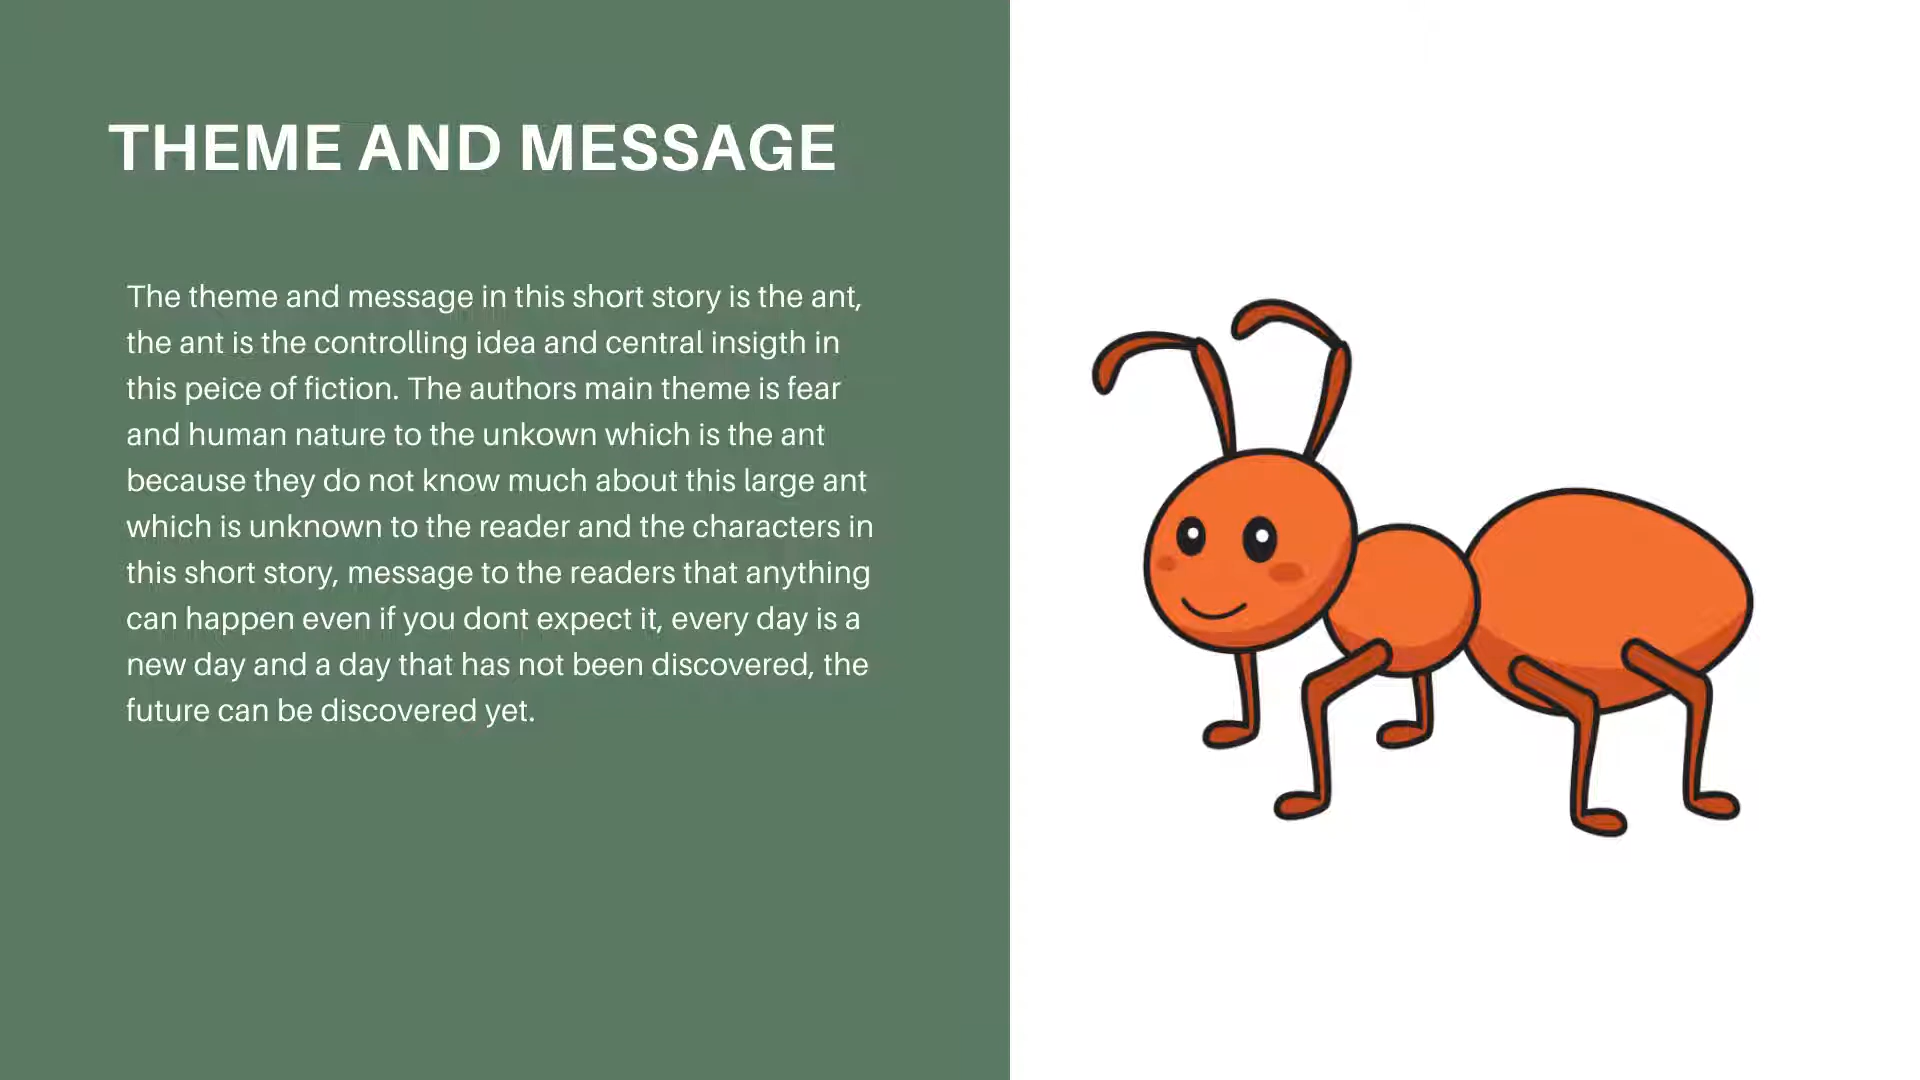 THEME AND MESSAGE
The theme and message in this short story is the ant,
the ant is the controlling idea and central insigth in
this peice of fiction. The authors main theme is fear
and human nature to the unkown which is the ant
because they do not know much about this large ant
which is unknown to the reader and the characters in
this short story, message to the readers that anything
can happen even if you dont expect it, every day is a
new day and a day that has not been discovered, the
future can be discovered yet.